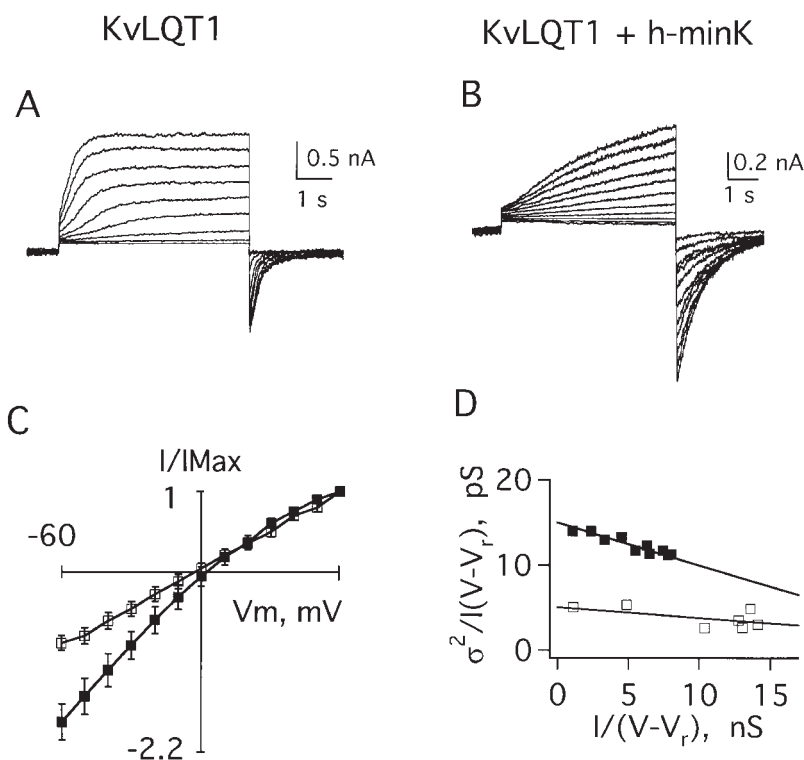 KvLQT1
KvLQT1 + h-minK
A
0.5 nA
1 s
B
0.2 nA
1 s
C
I/IMax
1
-60
Vm, mV
-2.2
D
σ²/I(V-Vᵣ), pS
20
10
0
0 5 10 15
I/(V-Vᵣ), nS